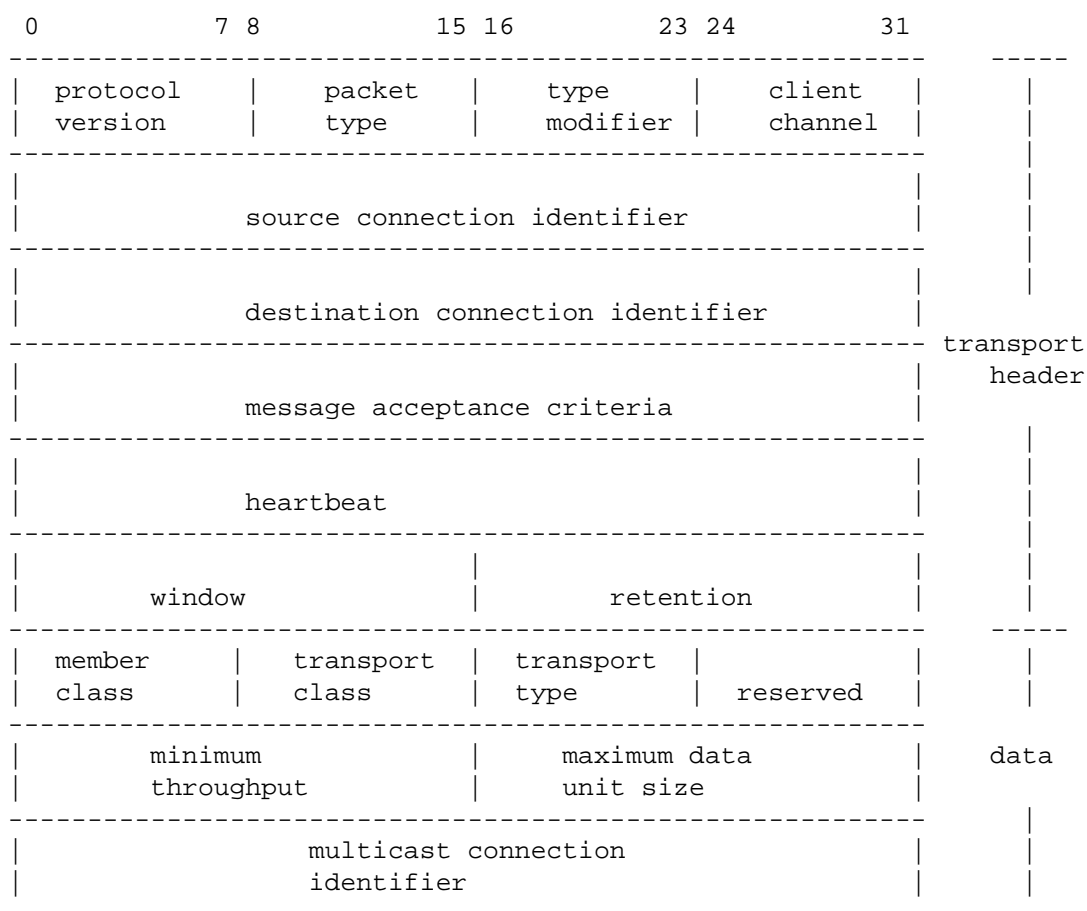 0 7 8 15 16 23 24 31
protocol packet type client
version type modifier channel
source connection identifier
destination connection identifier
transport
header
message acceptance criteria
heartbeat
window retention
member transport transport
class class type reserved
minimum maximum data data
throughput unit size
multicast connection
identifier